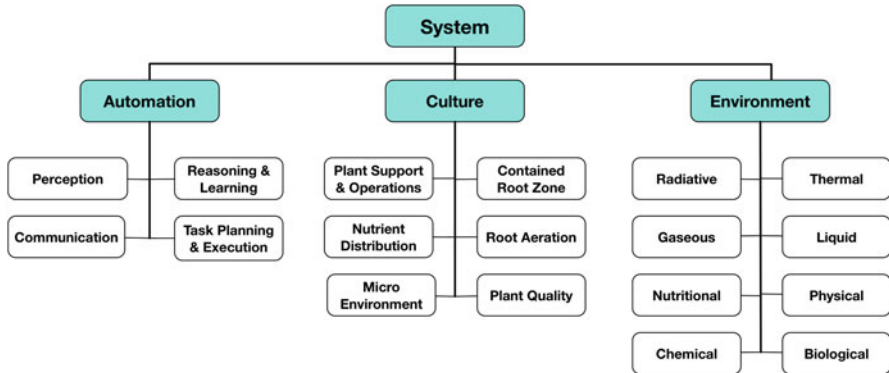 System
Automation
Culture
Environment
Perception
Reasoning &
Learning
Communication
Task Planning
& Execution
Plant Support
& Operations
Contained
Root Zone
Nutrient
Distribution
Root Aeration
Micro
Environment
Plant Quality
Radiative
Thermal
Gaseous
Liquid
Nutritional
Physical
Chemical
Biological